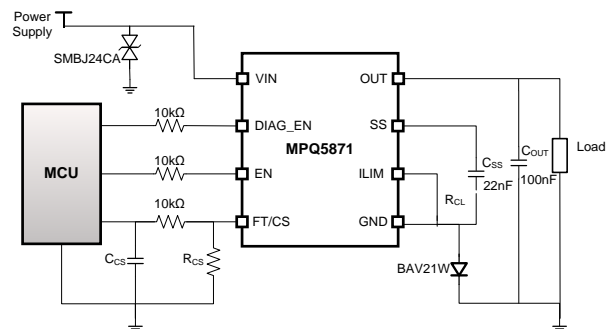 Power
Supply
SMBJ24CA
VIN
OUT
10kΩ
DIAG_EN
SS
MPQ5871
MCU
10kΩ
EN
ILIM
10kΩ
FT/CS
GND
CSS
22nF
RCL
COUT
100nF
Load
CCS
RCS
BAV21W